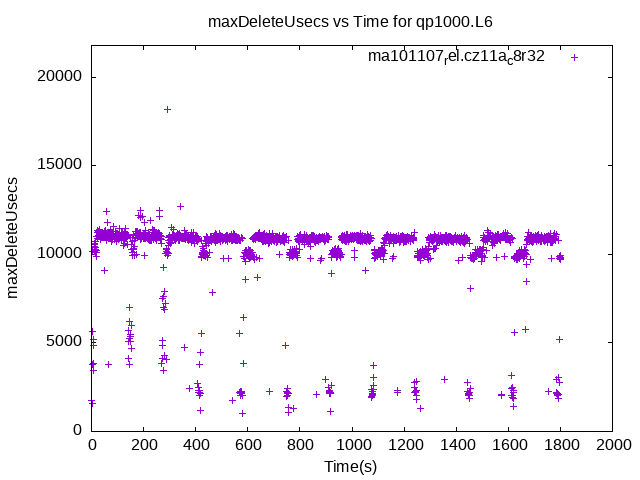 maxDeleteUsecs vs Time for qp1000.L6
ma101107rel.cz11ac8r32
20000
15000
10000
5000
0
maxDeleteUsecs
0 200 400 600 800 1000 1200 1400 1600 1800 2000
Time(s)